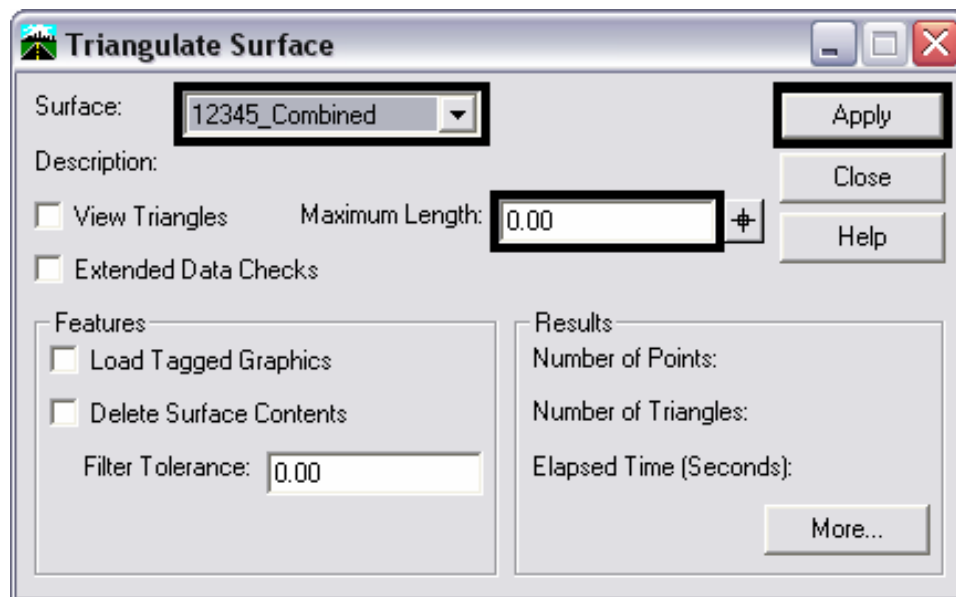 Triangulate Surface
Surface: 12345_Combined
Apply
Description:
Close
View Triangles Maximum Length: 0.00
Help
Extended Data Checks
Features
Load Tagged Graphics
Delete Surface Contents
Filter Tolerance: 0.00
Results
Number of Points:
Number of Triangles:
Elapsed Time (Seconds):
More...